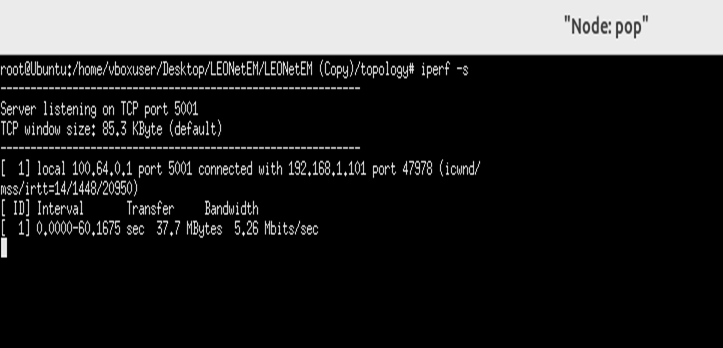 "Node: pop"
root@Ubuntu:/home/vboxuser/Desktop/LEONetEM/LEONetEM (Copy)/topology# iperf -s
------------------------------------------------------------
Server listening on TCP port 5001
TCP window size: 85.3 KByte (default)
------------------------------------------------------------
[  1] local 100.64.0.1 port 5001 connected with 192.168.1.101 port 47978 (icwnd/
mss/irtt=14/1448/20950)
[ ID] Interval       Transfer     Bandwidth
[  1] 0.0000-60.1675 sec  37.7 MBytes  5.26 Mbits/sec